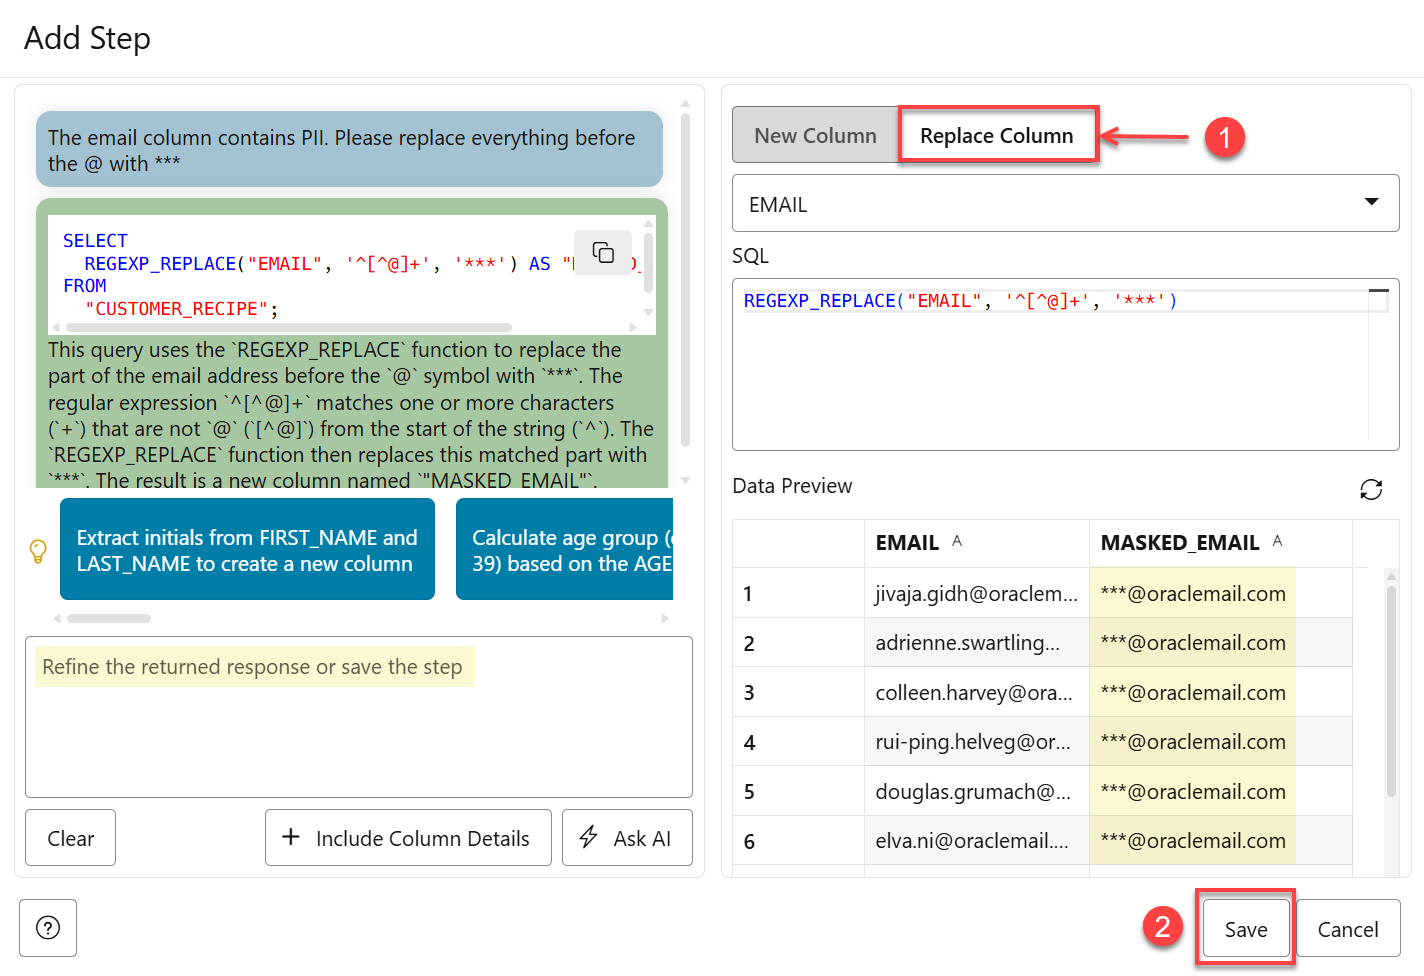 Add Step
The email column contains PII. Please replace everything before
the @ with ***
SELECT
REGEXP_REPLACE("EMAIL", '^[^@]+', '***') AS "
FROM
"CUSTOMER_RECIPE";
This query uses the `REGEXP_REPLACE` function to replace the
part of the email address before the `@` symbol with `***`. The
regular expression `^[^@]+` matches one or more characters
(`+`) that are not `@` (`[^@]`) from the start of the string (`^`). The
`REGEXP_REPLACE` function then replaces this matched part with
`***`. The result is a new column named `"MASKED_EMAIL"`.
Extract initials from FIRST_NAME and
LAST_NAME to create a new column
Calculate age group (
39) based on the AGE
Refine the returned response or save the step
Clear
+ Include Column Details
Ask AI
New Column
Replace Column
1
EMAIL
SQL
REGEXP_REPLACE("EMAIL", '^[^@]+', '***')
Data Preview
EMAIL A MASKED_EMAIL A
1 jivaja.gidh@oraclem... ***@oraclemail.com
2 adrienne.swartling... ***@oraclemail.com
3 colleen.harvey@ora... ***@oraclemail.com
4 rui-ping.helveg@or... ***@oraclemail.com
5 douglas.grumach@... ***@oraclemail.com
6 elva.ni@oraclemail.... ***@oraclemail.com
?
2
Save
Cancel